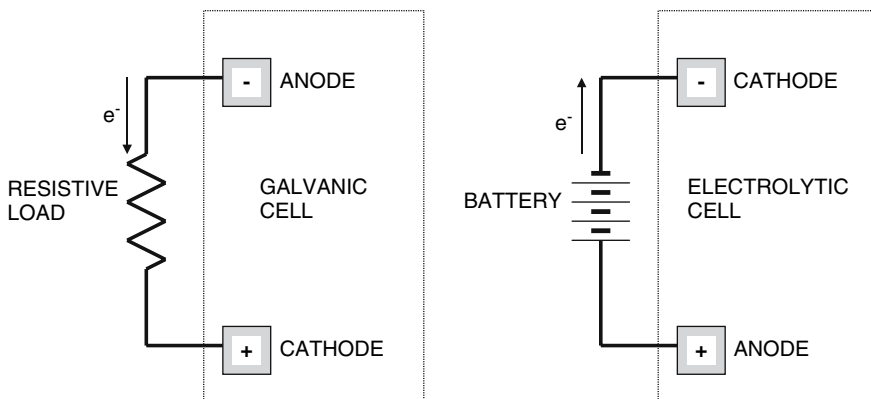 -
ANODE
e-
RESISTIVE
LOAD
GALVANIC
CELL
+
CATHODE
-
CATHODE
e-
BATTERY
ELECTROLYTIC
CELL
+
ANODE